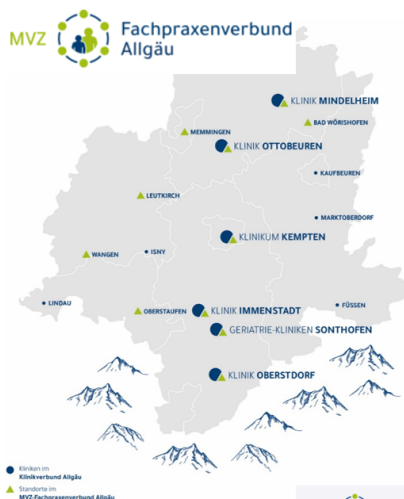 MVZ
Fachpraxenverbund
Allgäu
KLINIK MINDELHEIM
BAD WÖRISHOFEN
MEMMINGEN
KLINIK OTTOBEUREN
KAUFBEUREN
LEUTKIRCH
MARKTOBERDORF
KLINIKUM KEMPTEN
ISNY
WANGEN
LINDAU
FÜSSEN
OBERSTAUFEN
KLINIK IMMENSTADT
GERIATRIE-KLINIKEN SONTHOFEN
KLINIK OBERSTDORF
Kliniken im
Klinikverbund Allgäu
Standorte im
MVZ-Fachpraxenverbund Allgäu